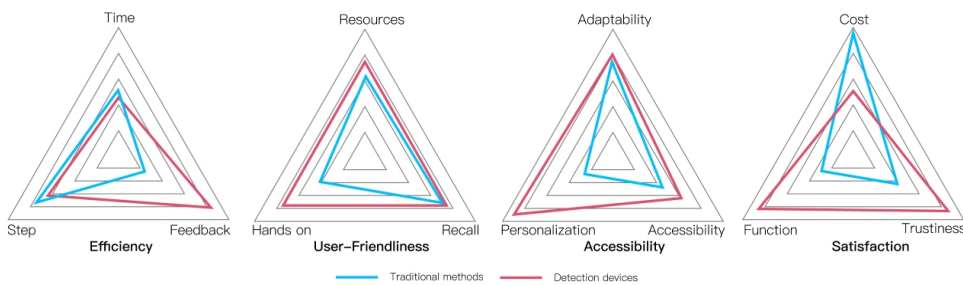 Time
Resources
Adaptability
Cost
Step
Feedback
Hands on
Recall
Personalization
Accessibility
Function
Trustiness
Efficiency
User-Friendliness
Accessibility
Satisfaction
Traditional methods
Detection devices